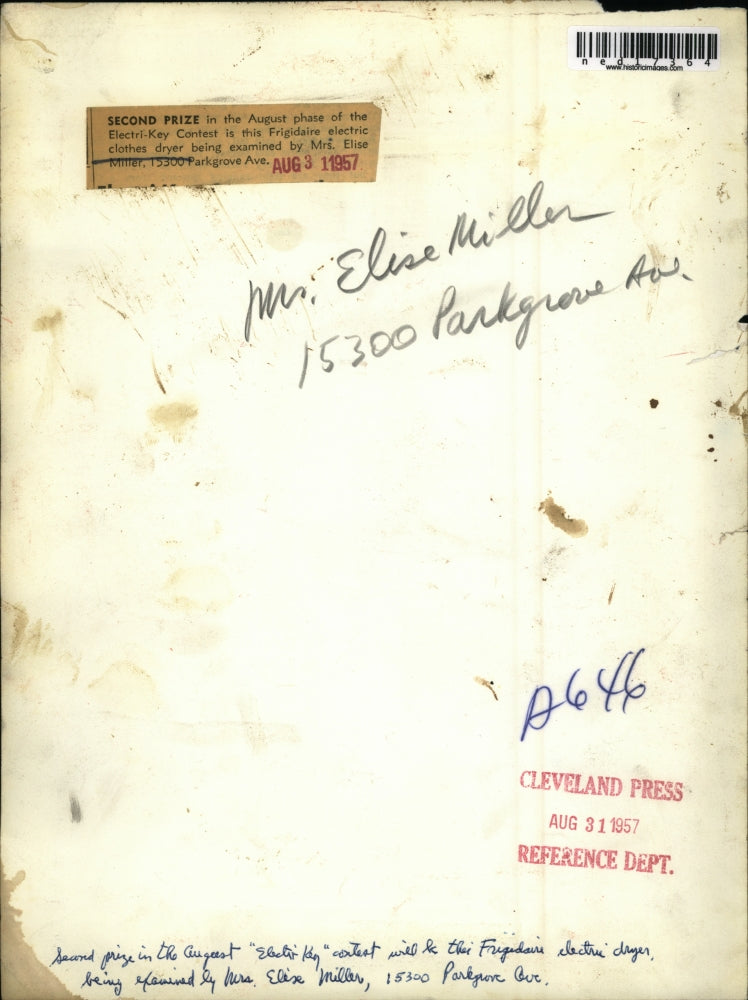 ned17364
www.historicimages.com
SECOND PRIZE in the August phase of the
Electri-Key Contest is this Frigidaire electric
clothes dryer being examined by Mrs. Elise
Miller, 15300 Parkgrove Ave. AUG 3 1 1957
Mrs. Elise Miller
15300 Parkgrove Ave.
A646
CLEVELAND PRESS
AUG 31 1957
REFERENCE DEPT.
Second prize in the August "Electri Key" contest will be this Frigidaire electric dryer,
being examined by Mrs. Elise Miller, 15300 Parkgrove Ave.